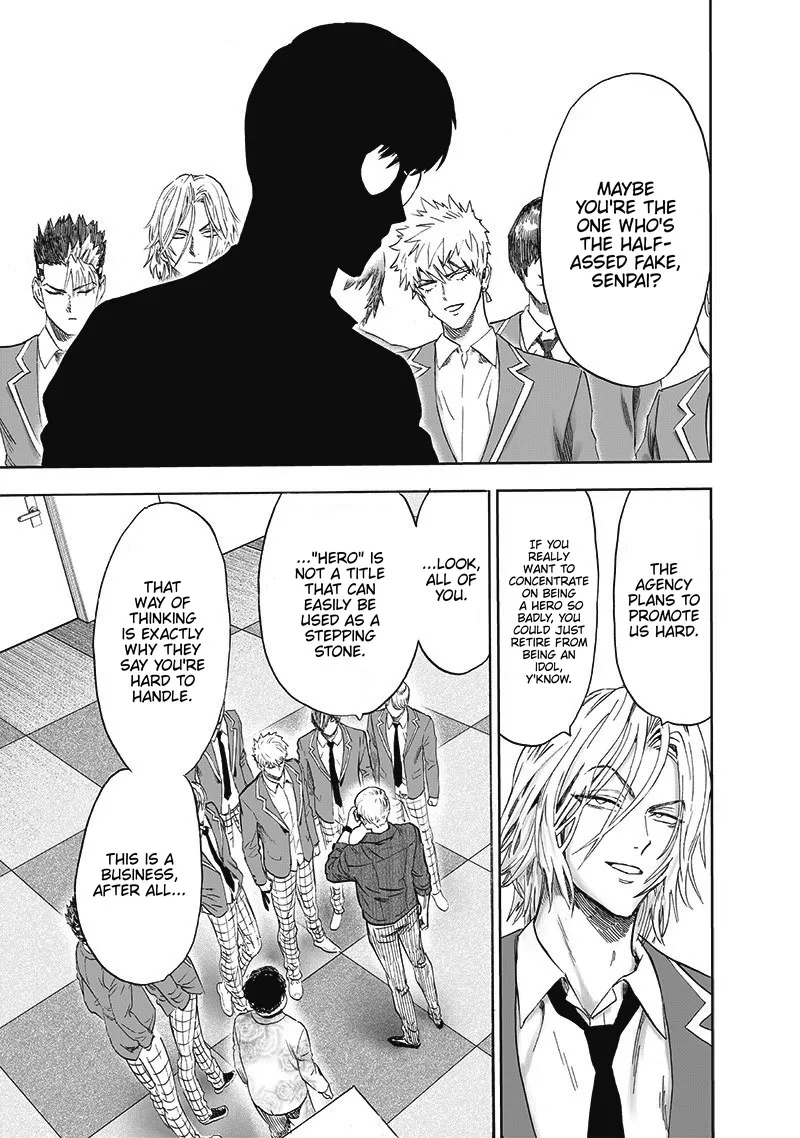 MAYBE
YOU'RE THE
ONE WHO'S
THE HALF-
ASSED FAKE,
SENPAI?
THE
AGENCY
PLANS TO
PROMOTE
US HARD.
IF YOU
REALLY
WANT TO
CONCENTRATE
ON BEING
A HERO SO
BADLY, YOU
COULD JUST
RETIRE FROM
BEING AN
IDOL,
Y'KNOW.
...LOOK,
ALL OF
YOU.
..."HERO" IS
NOT A TITLE
THAT CAN
EASILY BE
USED AS A
STEPPING
STONE.
THAT
WAY OF
THINKING
IS EXACTLY
WHY THEY
SAY YOU'RE
HARD TO
HANDLE.
THIS IS A
BUSINESS,
AFTER ALL...